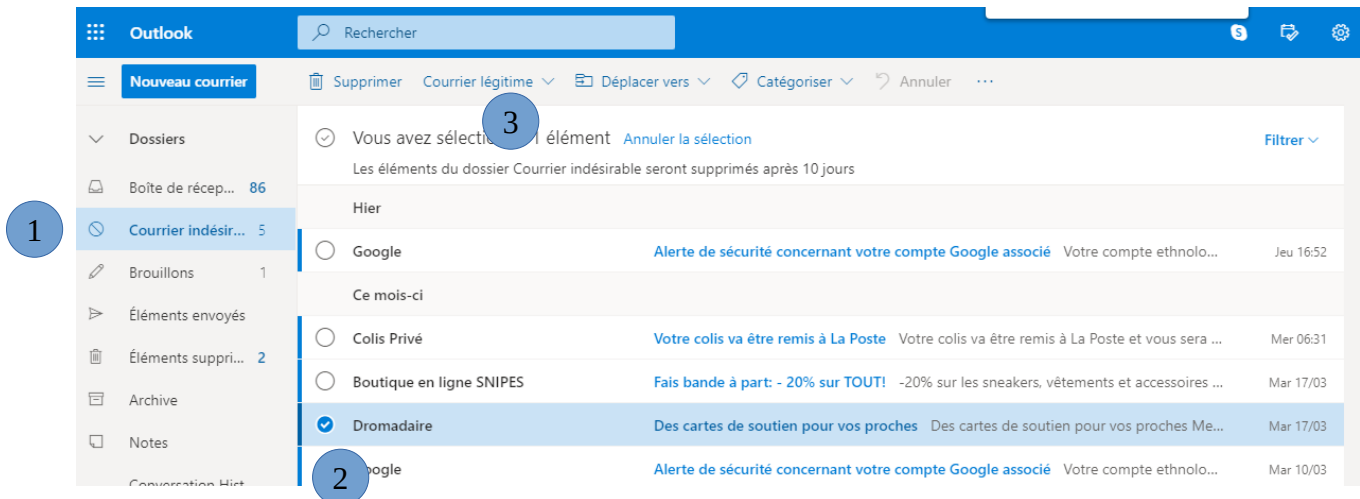 Outlook
Rechercher
Nouveau courrier
Supprimer Courrier légitime Déplacer vers Catégoriser Annuler ...
3
Dossiers
Vous avez sélecti 1 élément Annuler la sélection
Filtrer
Les éléments du dossier Courrier indésirable seront supprimés après 10 jours
Boîte de récep... 86
Hier
1
Courrier indésir... 5
Google Alerte de sécurité concernant votre compte Google associé Votre compte ethnolo... Jeu 16:52
Brouillons 1
Ce mois-ci
Éléments envoyés
Colis Privé Votre colis va être remis à La Poste Votre colis va être remis à La Poste et vous sera ... Mer 06:31
Éléments suppri... 2
Boutique en ligne SNIPES Fais bande à part: - 20% sur TOUT! -20% sur les sneakers, vêtements et accessoires ... Mar 17/03
Archive
Dromadaire Des cartes de soutien pour vos proches Des cartes de soutien pour vos proches Me... Mar 17/03
Notes
2
oogle Alerte de sécurité concernant votre compte Google associé Votre compte ethnolo... Mar 10/03
Conversation Hist